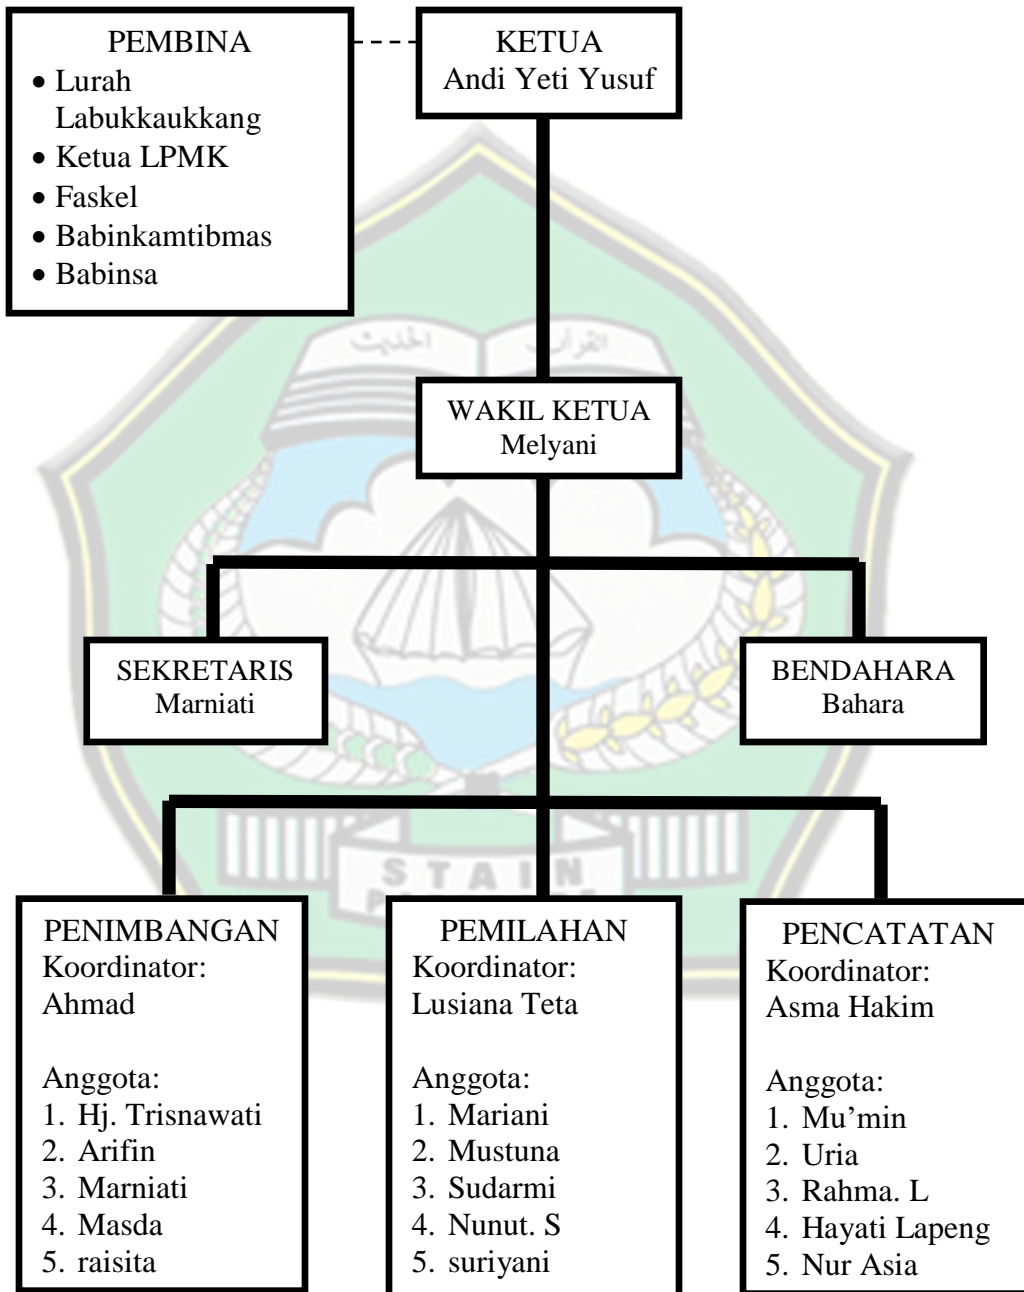 PEMBINA
• Lurah
Labukkaukkang
• Ketua LPMK
• Faskel
• Babinkamtibmas
• Babinsa
KETUA
Andi Yeti Yusuf
الحديث
القرآن
WAKIL KETUA
Melyani
SEKRETARIS
Marniati
BENDAHARA
Bahara
STAIN
PENIMBANGAN
Koordinator:
Ahmad
Anggota:
1. Hj. Trisnawati
2. Arifin
3. Marniati
4. Masda
5. raisita
PEMILAHAN
Koordinator:
Lusiana Teta
Anggota:
1. Mariani
2. Mustuna
3. Sudarmi
4. Nunut. S
5. suriyani
PENCATATAN
Koordinator:
Asma Hakim
Anggota:
1. Mu’min
2. Uria
3. Rahma. L
4. Hayati Lapeng
5. Nur Asia